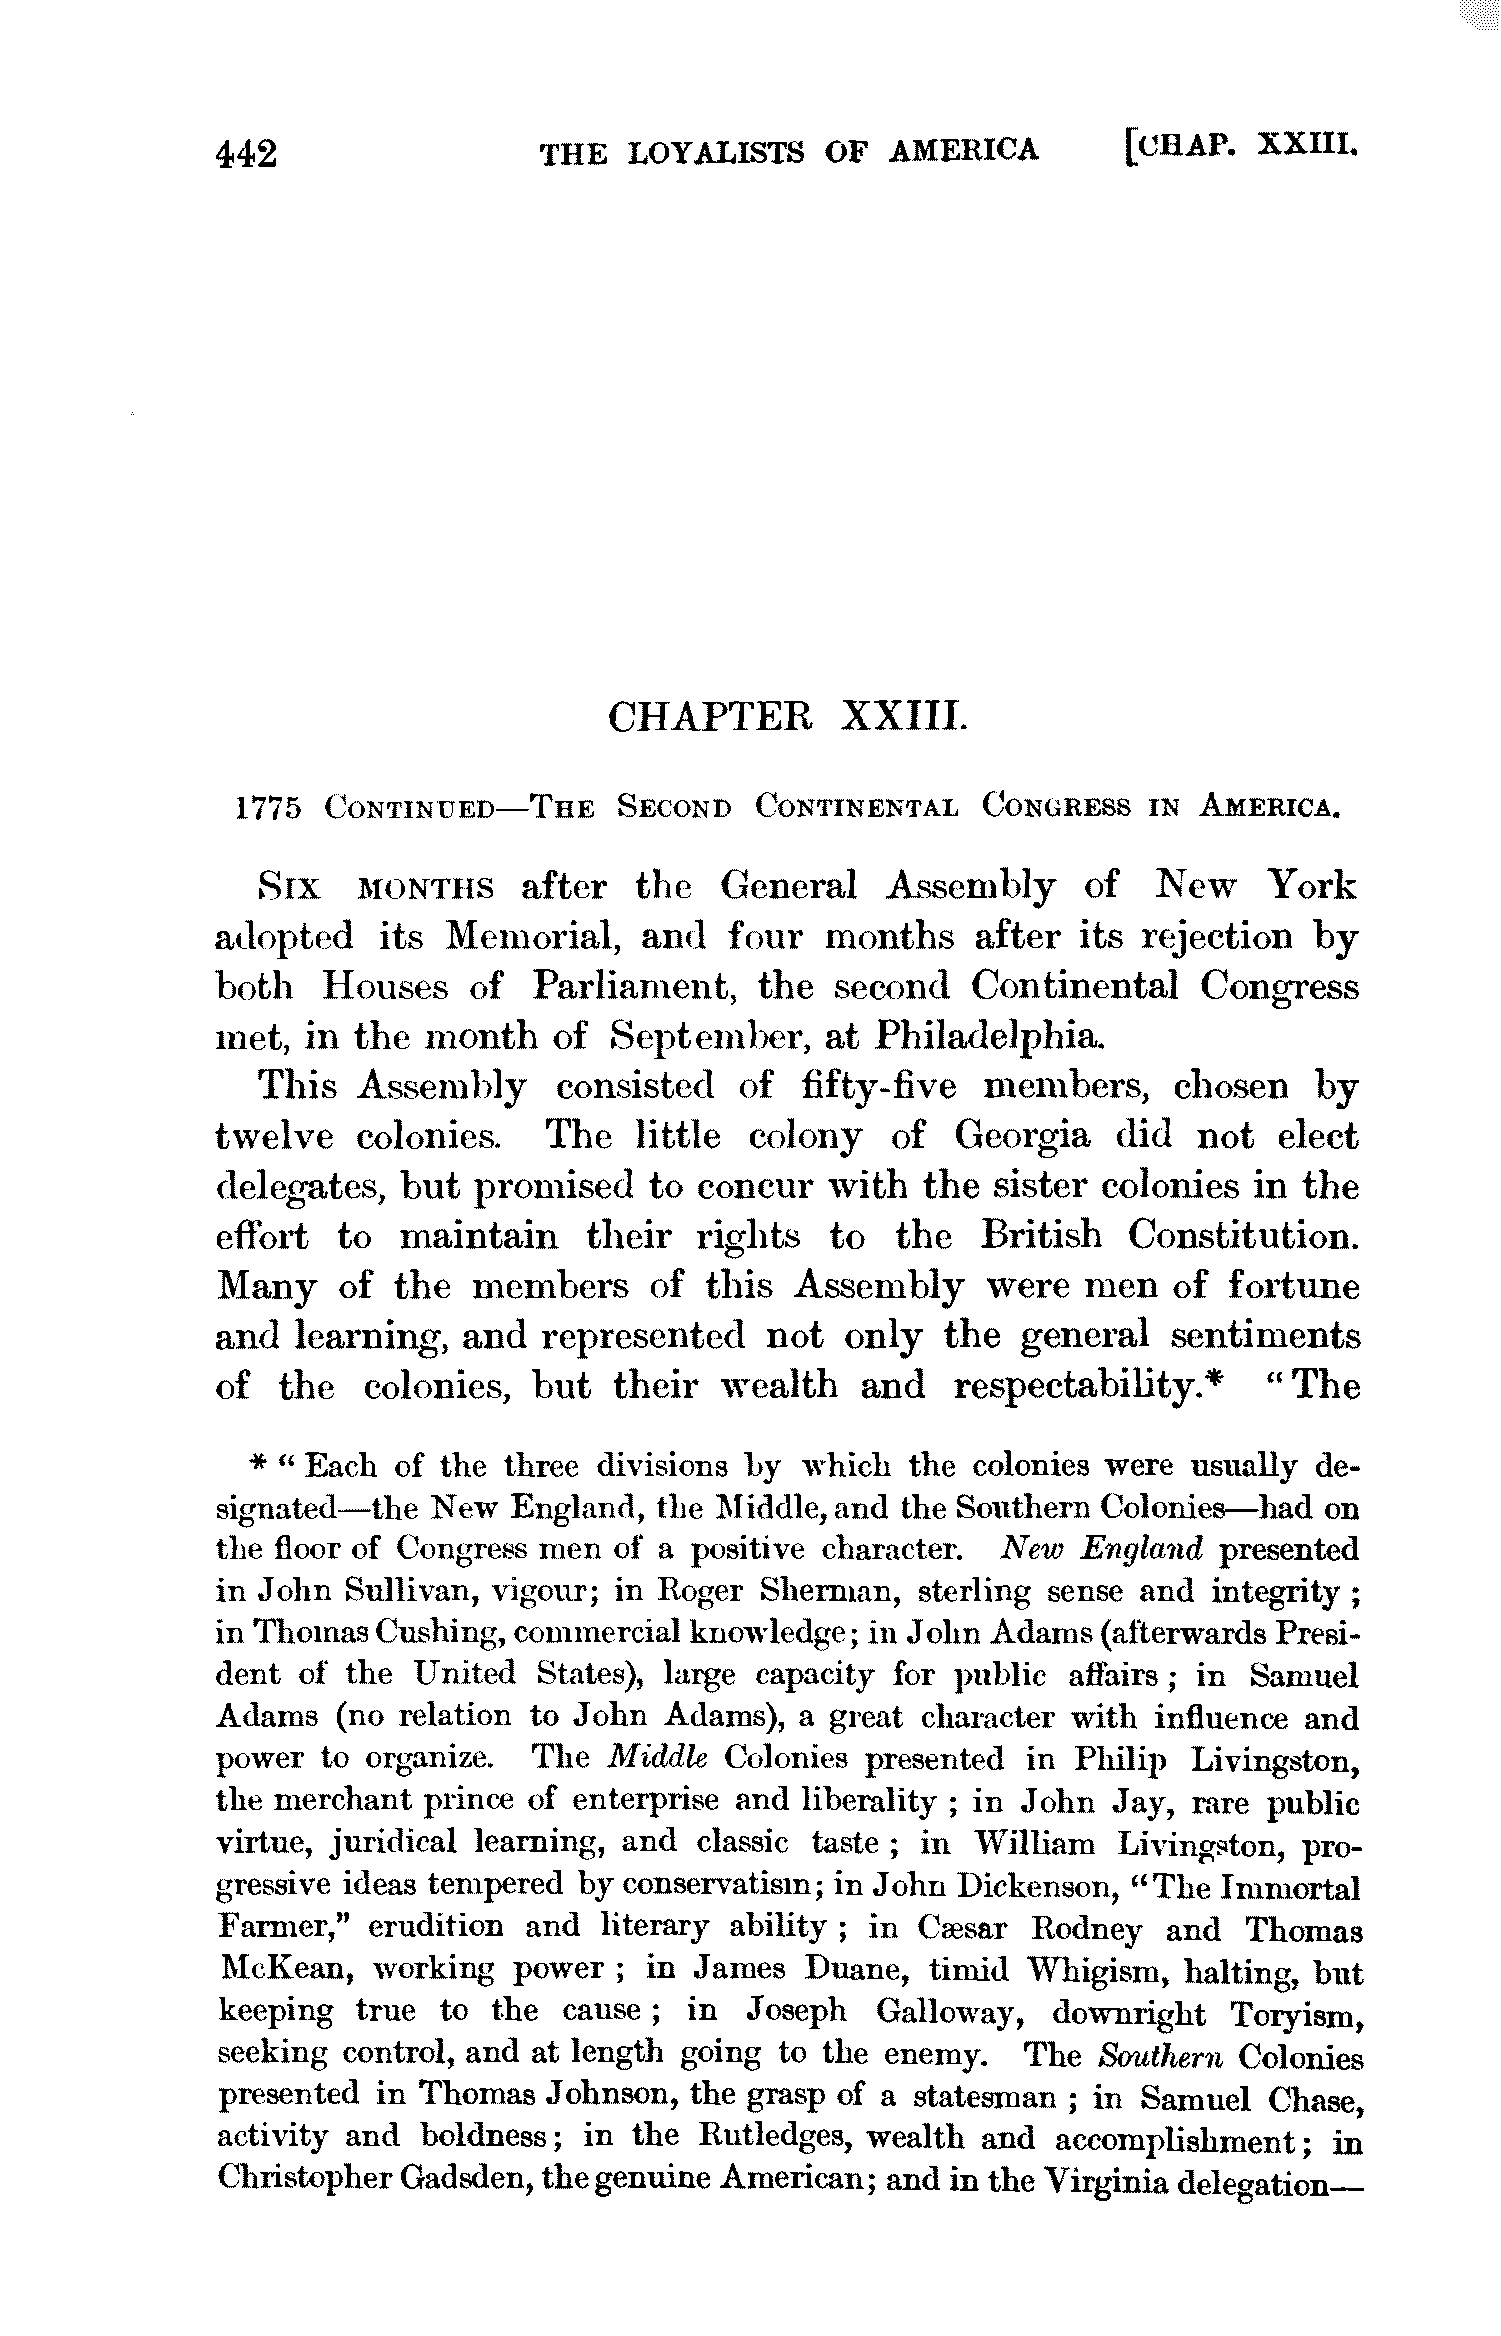 442 THE LOYALISTS OF AMERICA [CHAP. XXIII.
CHAPTER XXIII.
1775 CONTINUED—THE SECOND CONTINENTAL CONGRESS IN AMERICA.
SIX MONTHS after the General Assembly of New York
adopted its Memorial, and four months after its rejection by
both Houses of Parliament, the second Continental Congress
met, in the month of September, at Philadelphia.
This Assembly consisted of fifty-five members, chosen by
twelve colonies. The little colony of Georgia did not elect
delegates, but promised to concur with the sister colonies in the
effort to maintain their rights to the British Constitution.
Many of the members of this Assembly were men of fortune
and learning, and represented not only the general sentiments
of the colonies, but their wealth and respectability.* "The
* "Each of the three divisions by which the colonies were usually de-
signated—the New England, the Middle, and the Southern Colonies—had on
the floor of Congress men of a positive character. New England presented
in John Sullivan, vigour; in Roger Sherman, sterling sense and integrity;
in Thomas Cushing, commercial knowledge; in John Adams (afterwards Presi-
dent of the United States), large capacity for public affairs; in Samuel
Adams (no relation to John Adams), a great character with influence and
power to organize. The Middle Colonies presented in Philip Livingston,
the merchant prince of enterprise and liberality; in John Jay, rare public
virtue, juridical learning, and classic taste; in William Livingston, pro-
gressive ideas tempered by conservatism; in John Dickenson, "The Immortal
Farmer," erudition and literary ability; in Cæsar Rodney and Thomas
McKean, working power; in James Duane, timid Whigism, halting, but
keeping true to the cause; in Joseph Galloway, downright Toryism,
seeking control, and at length going to the enemy. The Southern Colonies
presented in Thomas Johnson, the grasp of a statesman; in Samuel Chase,
activity and boldness; in the Rutledges, wealth and accomplishment; in
Christopher Gadsden, the genuine American; and in the Virginia delegation—